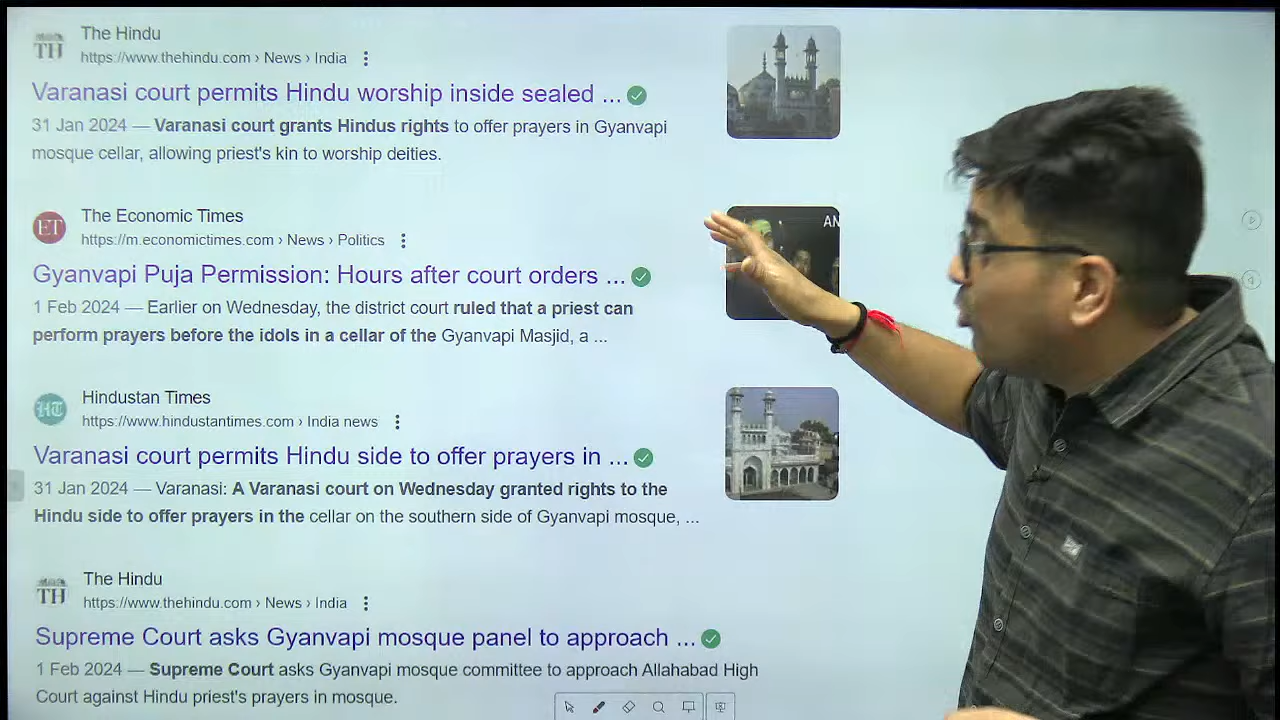 The Hindu
https://www.thehindu.com › News › India
Varanasi court permits Hindu worship inside sealed ...
31 Jan 2024 — Varanasi court grants Hindus rights to offer prayers in Gyanvapi
mosque cellar, allowing priest's kin to worship deities.
ET
The Economic Times
https://m.economictimes.com › News › Politics
AN
Gyanvapi Puja Permission: Hours after court orders ...
1 Feb 2024 — Earlier on Wednesday, the district court ruled that a priest can
perform prayers before the idols in a cellar of the Gyanvapi Masjid, a ...
HT
Hindustan Times
https://www.hindustantimes.com › India news
Varanasi court permits Hindu side to offer prayers in ...
31 Jan 2024 — Varanasi: A Varanasi court on Wednesday granted rights to the
Hindu side to offer prayers in the cellar on the southern side of Gyanvapi mosque, ...
TH
The Hindu
https://www.thehindu.com › News › India
Supreme Court asks Gyanvapi mosque panel to approach ...
1 Feb 2024 — Supreme Court asks Gyanvapi mosque committee to approach Allahabad High
Court against Hindu priest's prayers in mosque.